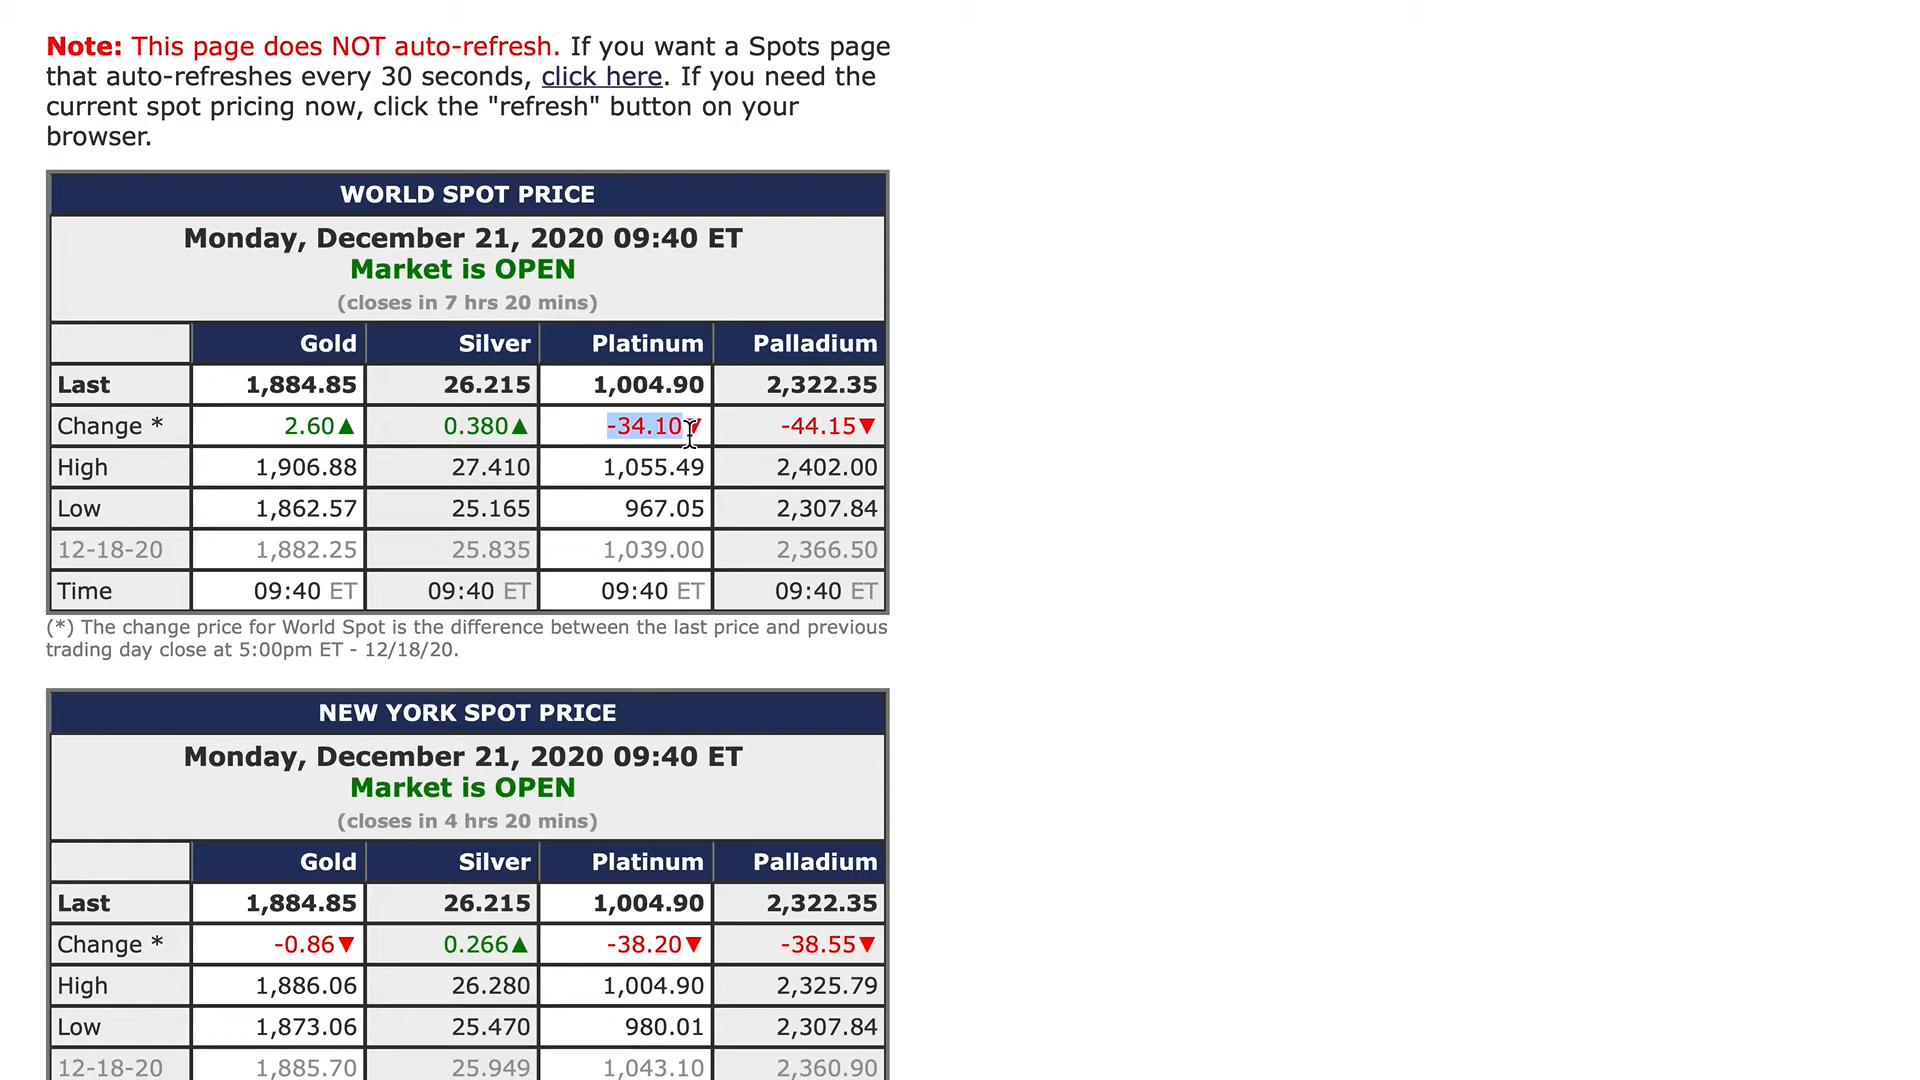 Note: This page does NOT auto-refresh. If you want a Spots page
that auto-refreshes every 30 seconds, click here. If you need the
current spot pricing now, click the "refresh" button on your
browser.
WORLD SPOT PRICE
Monday, December 21, 2020 09:40 ET
Market is OPEN
(closes in 7 hrs 20 mins)
Gold Silver Platinum Palladium
Last 1,884.85 26.215 1,004.90 2,322.35
Change * 2.60▲ 0.380▲ -34.10▼ -44.15▼
High 1,906.88 27.410 1,055.49 2,402.00
Low 1,862.57 25.165 967.05 2,307.84
12-18-20 1,882.25 25.835 1,039.00 2,366.50
Time 09:40 ET 09:40 ET 09:40 ET 09:40 ET
(*) The change price for World Spot is the difference between the last price and previous
trading day close at 5:00pm ET - 12/18/20.
NEW YORK SPOT PRICE
Monday, December 21, 2020 09:40 ET
Market is OPEN
(closes in 4 hrs 20 mins)
Gold Silver Platinum Palladium
Last 1,884.85 26.215 1,004.90 2,322.35
Change * -0.86▼ 0.266▲ -38.20▼ -38.55▼
High 1,886.06 26.280 1,004.90 2,325.79
Low 1,873.06 25.470 980.01 2,307.84
12-18-20 1,885.70 25.949 1,043.10 2,360.90